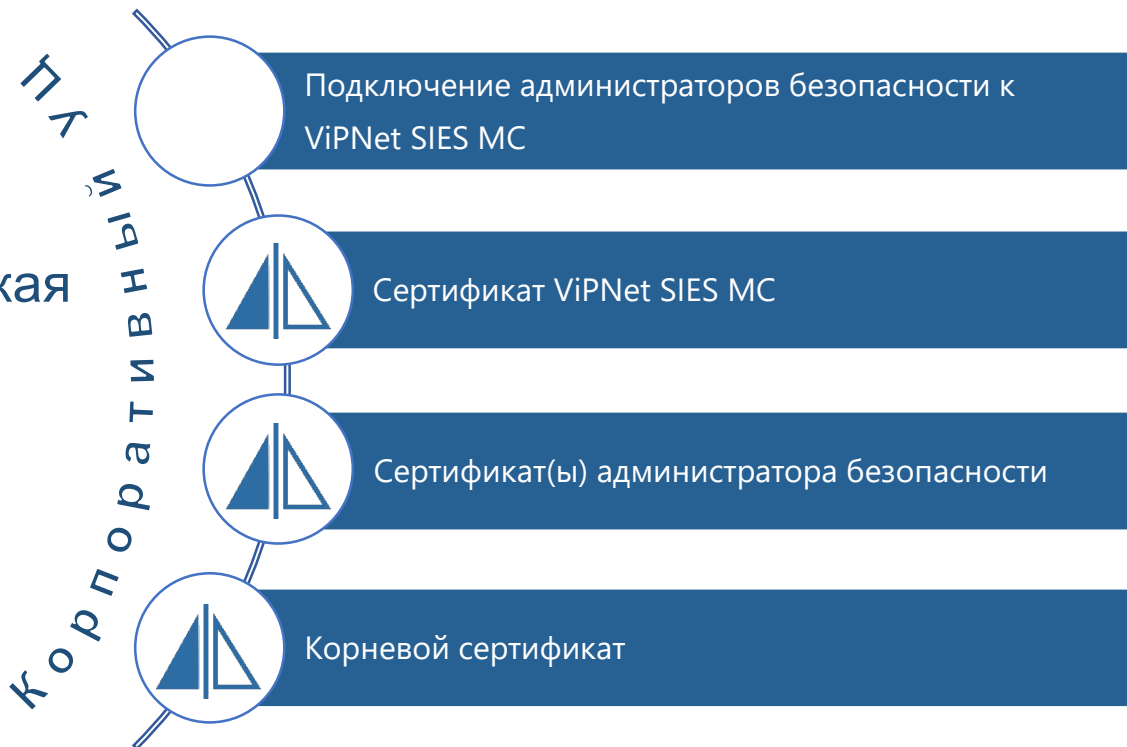 Корпоративный УЦ
кая
Подключение администраторов безопасности к
ViPNet SIES MC
Сертификат ViPNet SIES MC
Сертификат(ы) администратора безопасности
Корневой сертификат